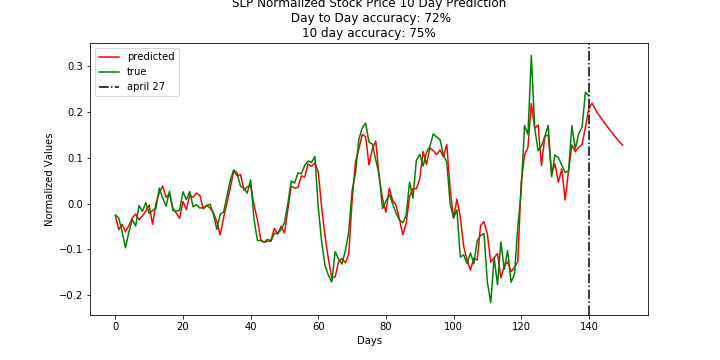 SLP Normalized Stock Price 10 Day Prediction
Day to Day accuracy: 72%
10 day accuracy: 75%
predicted
true
april 27
Normalized Values
0.3
0.2
0.1
0.0
−0.1
−0.2
0 20 40 60 80 100 120 140
Days